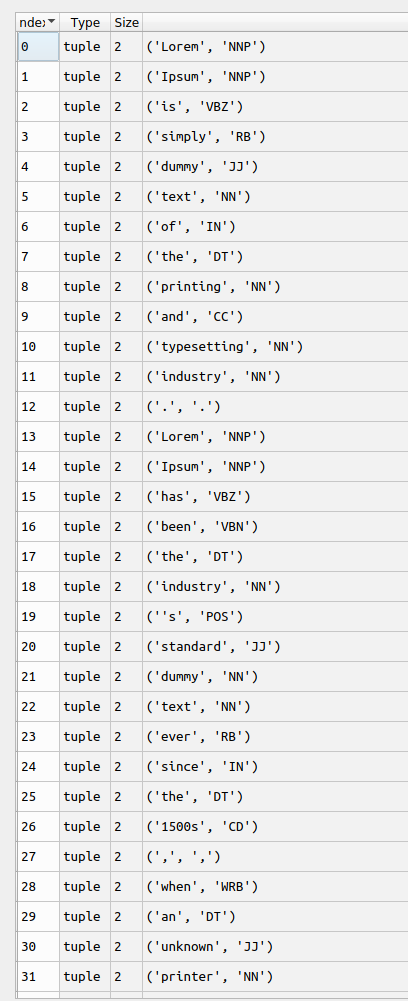 ndex Type Size
0 tuple 2 ('Lorem', 'NNP')
1 tuple 2 ('Ipsum', 'NNP')
2 tuple 2 ('is', 'VBZ')
3 tuple 2 ('simply', 'RB')
4 tuple 2 ('dummy', 'JJ')
5 tuple 2 ('text', 'NN')
6 tuple 2 ('of', 'IN')
7 tuple 2 ('the', 'DT')
8 tuple 2 ('printing', 'NN')
9 tuple 2 ('and', 'CC')
10 tuple 2 ('typesetting', 'NN')
11 tuple 2 ('industry', 'NN')
12 tuple 2 ('.', '.')
13 tuple 2 ('Lorem', 'NNP')
14 tuple 2 ('Ipsum', 'NNP')
15 tuple 2 ('has', 'VBZ')
16 tuple 2 ('been', 'VBN')
17 tuple 2 ('the', 'DT')
18 tuple 2 ('industry', 'NN')
19 tuple 2 (''s', 'POS')
20 tuple 2 ('standard', 'JJ')
21 tuple 2 ('dummy', 'NN')
22 tuple 2 ('text', 'NN')
23 tuple 2 ('ever', 'RB')
24 tuple 2 ('since', 'IN')
25 tuple 2 ('the', 'DT')
26 tuple 2 ('1500s', 'CD')
27 tuple 2 (',', ',')
28 tuple 2 ('when', 'WRB')
29 tuple 2 ('an', 'DT')
30 tuple 2 ('unknown', 'JJ')
31 tuple 2 ('printer', 'NN')